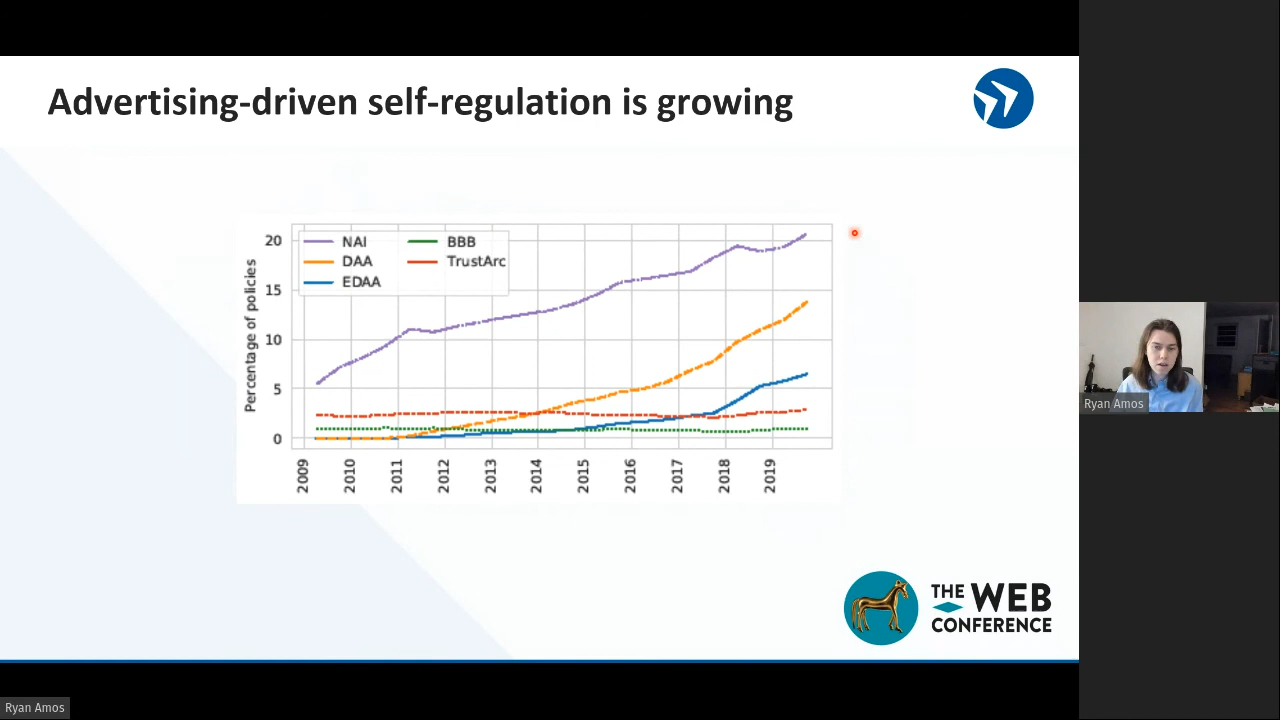 Advertising-driven self-regulation is growing
Percentage of policies
20
15
10
5
0
NAI
DAA
EDAA
BBB
TrustArc
2009
2010
2011
2012
2013
2014
2015
2016
2017
2018
2019
Ryan Amos
THE WEB
CONFERENCE
Ryan Amos